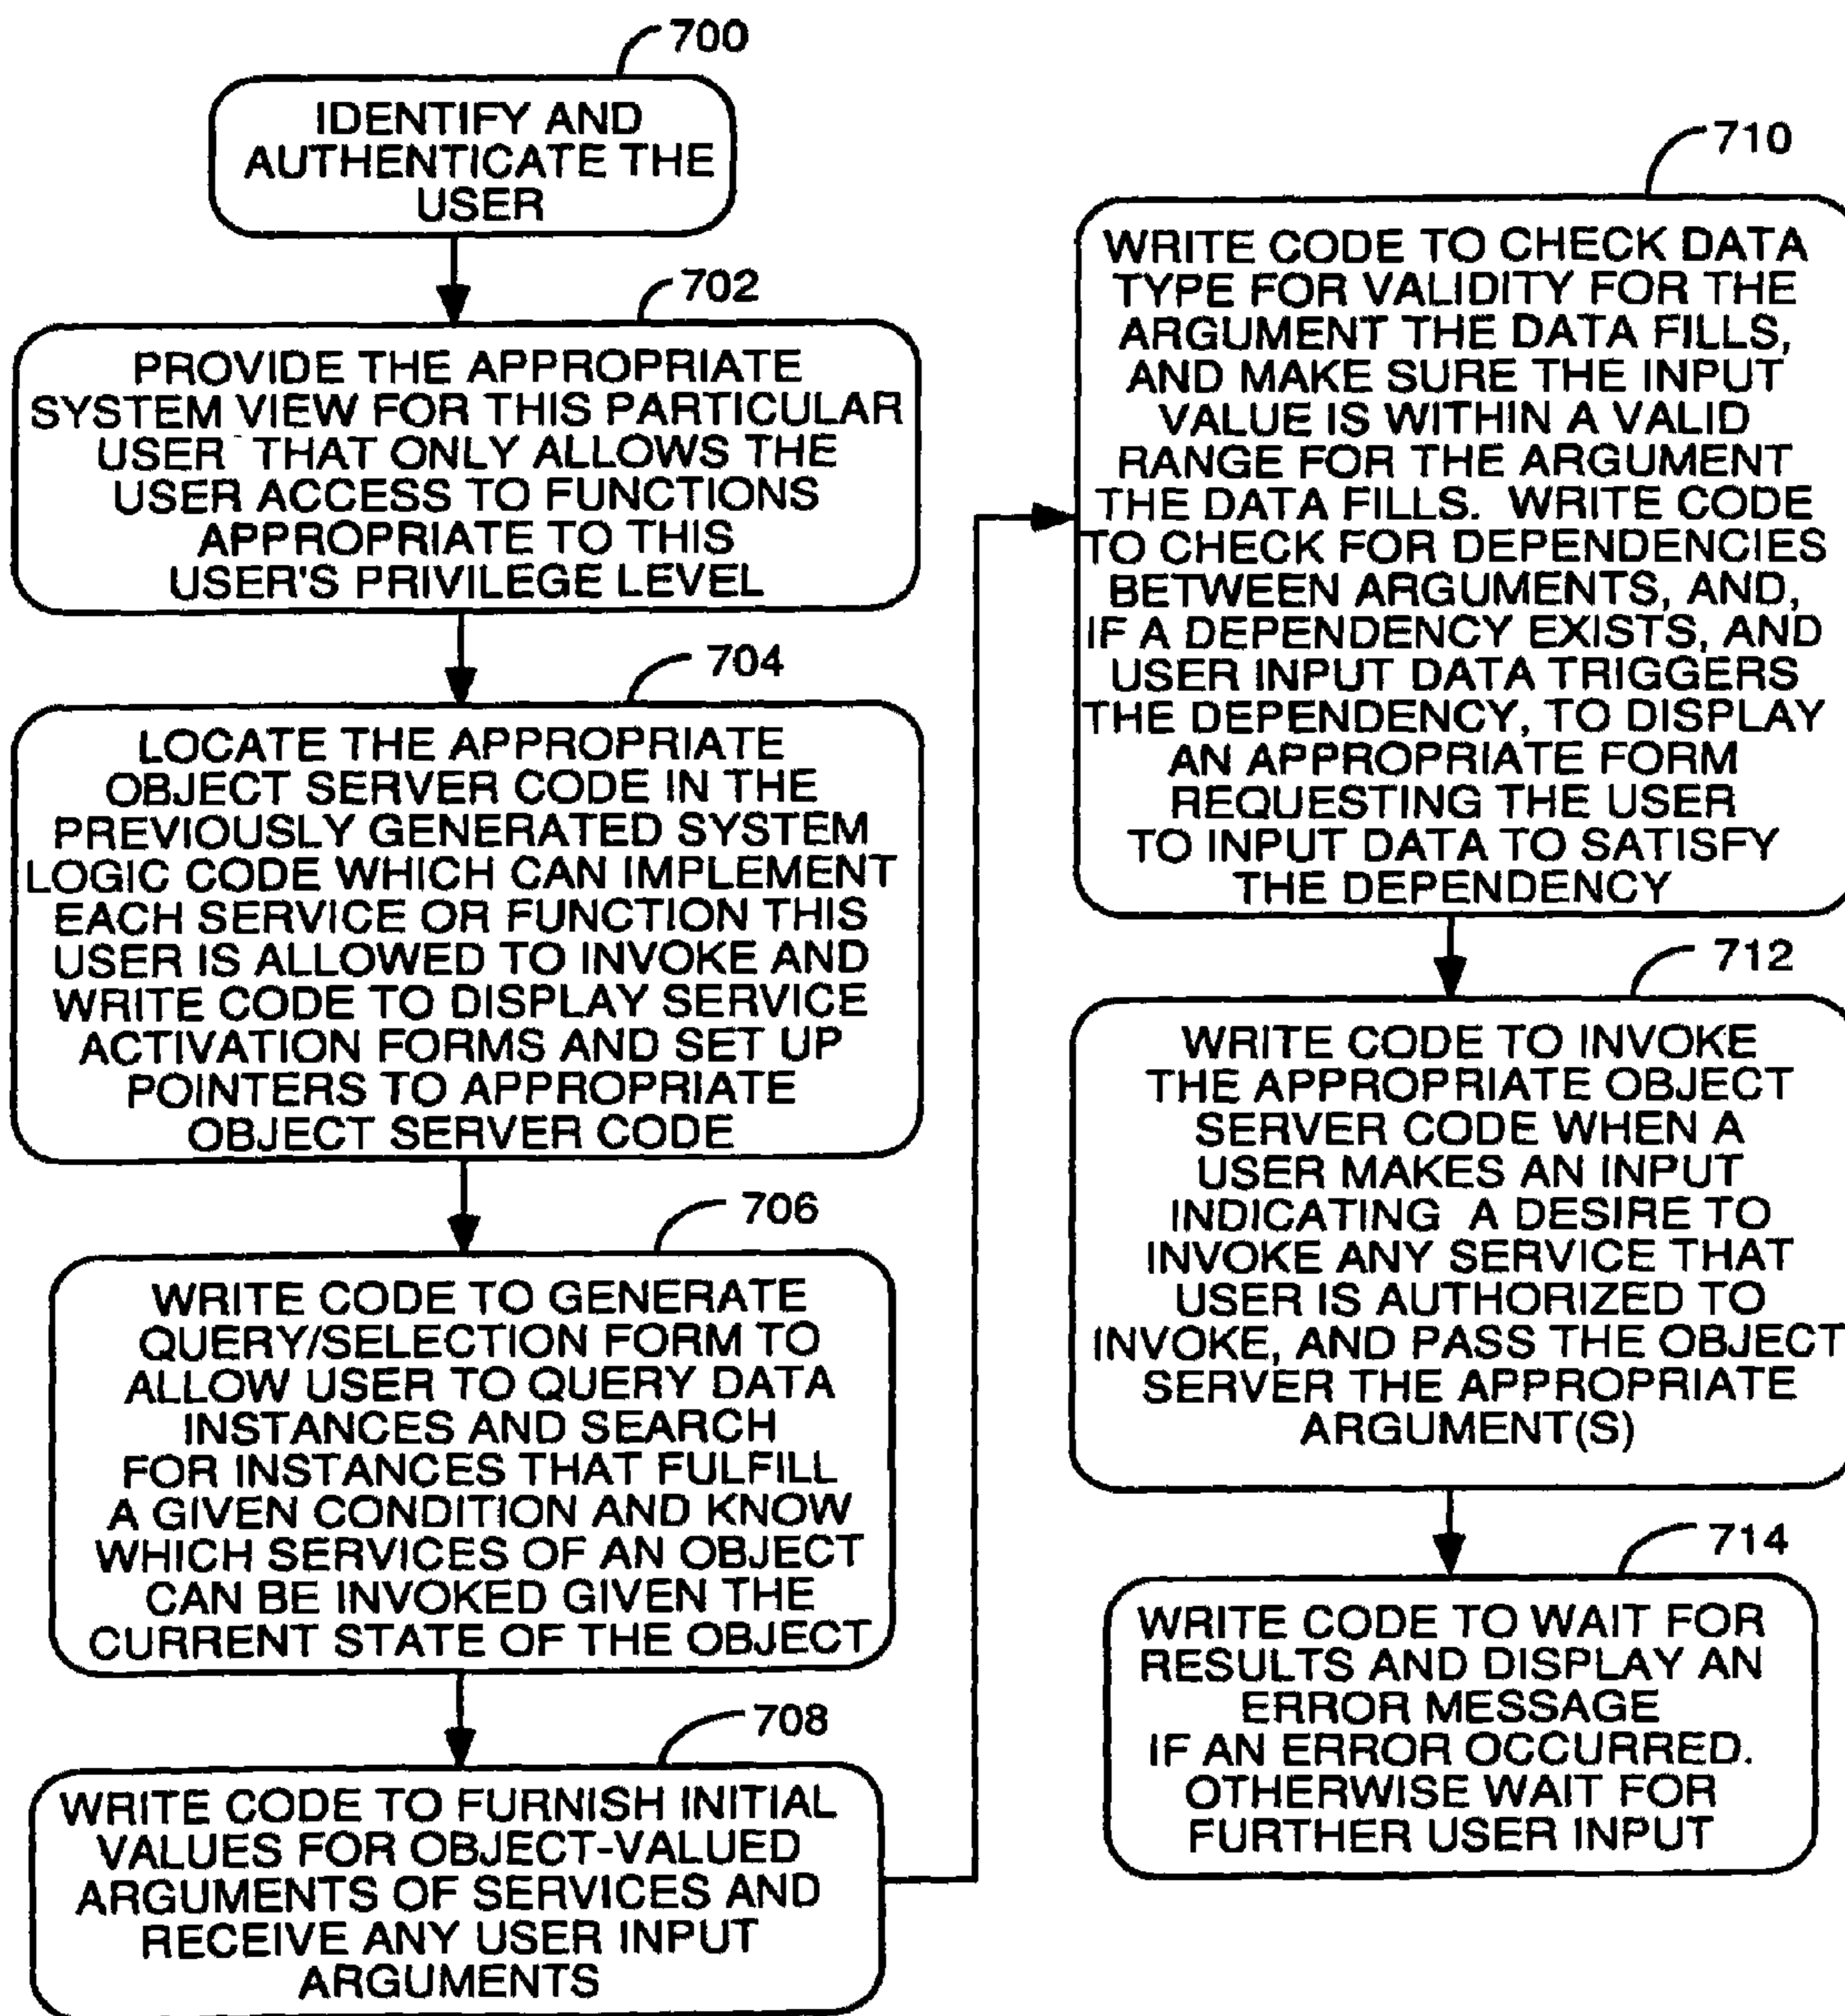 700
IDENTIFY AND
AUTHENTICATE THE
USER
702
PROVIDE THE APPROPRIATE
SYSTEM VIEW FOR THIS PARTICULAR
USER THAT ONLY ALLOWS THE
USER ACCESS TO FUNCTIONS
APPROPRIATE TO THIS
USER'S PRIVILEGE LEVEL
704
LOCATE THE APPROPRIATE
OBJECT SERVER CODE IN THE
PREVIOUSLY GENERATED SYSTEM
LOGIC CODE WHICH CAN IMPLEMENT
EACH SERVICE OR FUNCTION THIS
USER IS ALLOWED TO INVOKE AND
WRITE CODE TO DISPLAY SERVICE
ACTIVATION FORMS AND SET UP
POINTERS TO APPROPRIATE
OBJECT SERVER CODE
706
WRITE CODE TO GENERATE
QUERY/SELECTION FORM TO
ALLOW USER TO QUERY DATA
INSTANCES AND SEARCH
FOR INSTANCES THAT FULFILL
A GIVEN CONDITION AND KNOW
WHICH SERVICES OF AN OBJECT
CAN BE INVOKED GIVEN THE
CURRENT STATE OF THE OBJECT
708
WRITE CODE TO FURNISH INITIAL
VALUES FOR OBJECT-VALUED
ARGUMENTS OF SERVICES AND
RECEIVE ANY USER INPUT
ARGUMENTS
710
WRITE CODE TO CHECK DATA
TYPE FOR VALIDITY FOR THE
ARGUMENT THE DATA FILLS,
AND MAKE SURE THE INPUT
VALUE IS WITHIN A VALID
RANGE FOR THE ARGUMENT
THE DATA FILLS. WRITE CODE
TO CHECK FOR DEPENDENCIES
BETWEEN ARGUMENTS, AND,
IF A DEPENDENCY EXISTS, AND
USER INPUT DATA TRIGGERS
THE DEPENDENCY, TO DISPLAY
AN APPROPRIATE FORM
REQUESTING THE USER
TO INPUT DATA TO SATISFY
THE DEPENDENCY
712
WRITE CODE TO INVOKE
THE APPROPRIATE OBJECT
SERVER CODE WHEN A
USER MAKES AN INPUT
INDICATING A DESIRE TO
INVOKE ANY SERVICE THAT
USER IS AUTHORIZED TO
INVOKE, AND PASS THE OBJECT
SERVER THE APPROPRIATE
ARGUMENT(S)
714
WRITE CODE TO WAIT FOR
RESULTS AND DISPLAY AN
ERROR MESSAGE
IF AN ERROR OCCURRED.
OTHERWISE WAIT FOR
FURTHER USER INPUT